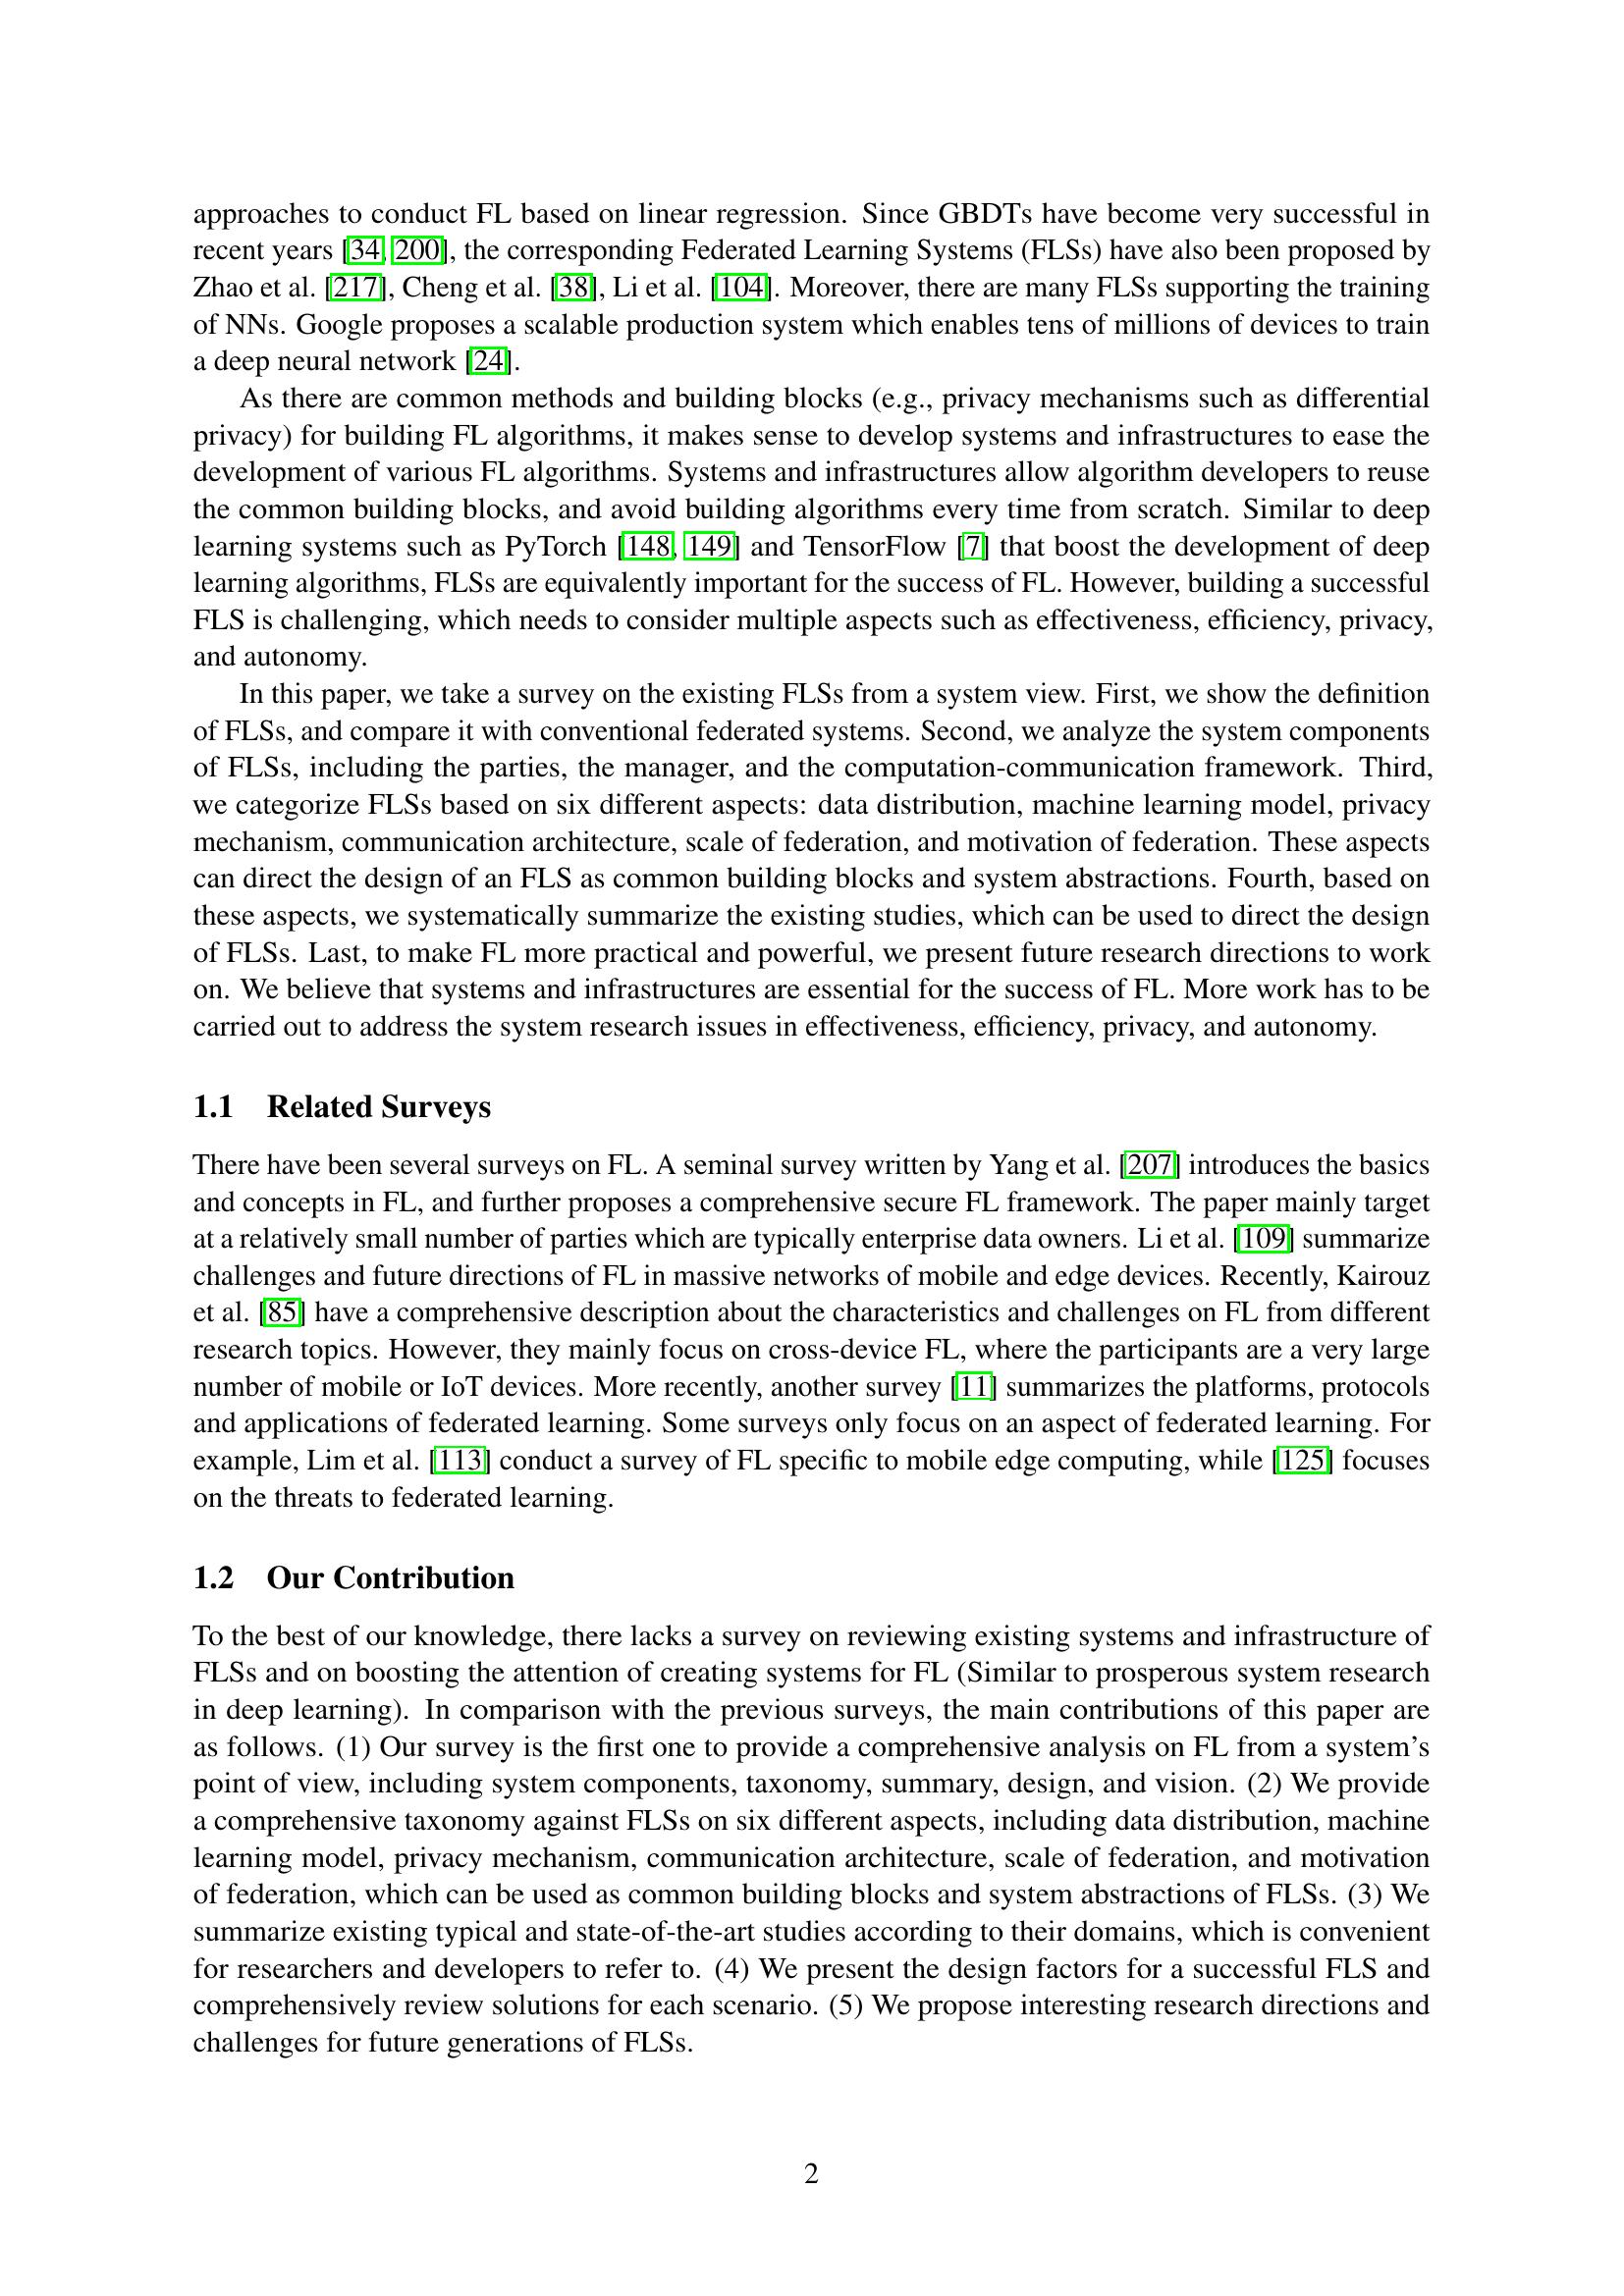 approaches to conduct FL based on linear regression. Since GBDTs have become very successful in
recent years [34, 200], the corresponding Federated Learning Systems (FLSs) have also been proposed by
Zhao et al. [217], Cheng et al. [38], Li et al. [104]. Moreover, there are many FLSs supporting the training
of NNs. Google proposes a scalable production system which enables tens of millions of devices to train
a deep neural network [24].
As there are common methods and building blocks (e.g., privacy mechanisms such as differential
privacy) for building FL algorithms, it makes sense to develop systems and infrastructures to ease the
development of various FL algorithms. Systems and infrastructures allow algorithm developers to reuse
the common building blocks, and avoid building algorithms every time from scratch. Similar to deep
learning systems such as PyTorch [148, 149] and TensorFlow [7] that boost the development of deep
learning algorithms, FLSs are equivalently important for the success of FL. However, building a successful
FLS is challenging, which needs to consider multiple aspects such as effectiveness, efficiency, privacy,
and autonomy.
In this paper, we take a survey on the existing FLSs from a system view. First, we show the definition
of FLSs, and compare it with conventional federated systems. Second, we analyze the system components
of FLSs, including the parties, the manager, and the computation-communication framework. Third,
we categorize FLSs based on six different aspects: data distribution, machine learning model, privacy
mechanism, communication architecture, scale of federation, and motivation of federation. These aspects
can direct the design of an FLS as common building blocks and system abstractions. Fourth, based on
these aspects, we systematically summarize the existing studies, which can be used to direct the design
of FLSs. Last, to make FL more practical and powerful, we present future research directions to work
on. We believe that systems and infrastructures are essential for the success of FL. More work has to be
carried out to address the system research issues in effectiveness, efficiency, privacy, and autonomy.
1.1 Related Surveys
There have been several surveys on FL. A seminal survey written by Yang et al. [207] introduces the basics
and concepts in FL, and further proposes a comprehensive secure FL framework. The paper mainly target
at a relatively small number of parties which are typically enterprise data owners. Li et al. [109] summarize
challenges and future directions of FL in massive networks of mobile and edge devices. Recently, Kairouz
et al. [85] have a comprehensive description about the characteristics and challenges on FL from different
research topics. However, they mainly focus on cross-device FL, where the participants are a very large
number of mobile or IoT devices. More recently, another survey [11] summarizes the platforms, protocols
and applications of federated learning. Some surveys only focus on an aspect of federated learning. For
example, Lim et al. [113] conduct a survey of FL specific to mobile edge computing, while [125] focuses
on the threats to federated learning.
1.2 Our Contribution
To the best of our knowledge, there lacks a survey on reviewing existing systems and infrastructure of
FLSs and on boosting the attention of creating systems for FL (Similar to prosperous system research
in deep learning). In comparison with the previous surveys, the main contributions of this paper are
as follows. (1) Our survey is the first one to provide a comprehensive analysis on FL from a system's
point of view, including system components, taxonomy, summary, design, and vision. (2) We provide
a comprehensive taxonomy against FLSs on six different aspects, including data distribution, machine
learning model, privacy mechanism, communication architecture, scale of federation, and motivation
of federation, which can be used as common building blocks and system abstractions of FLSs. (3) We
summarize existing typical and state-of-the-art studies according to their domains, which is convenient
for researchers and developers to refer to. (4) We present the design factors for a successful FLS and
comprehensively review solutions for each scenario. (5) We propose interesting research directions and
challenges for future generations of FLSs.
2